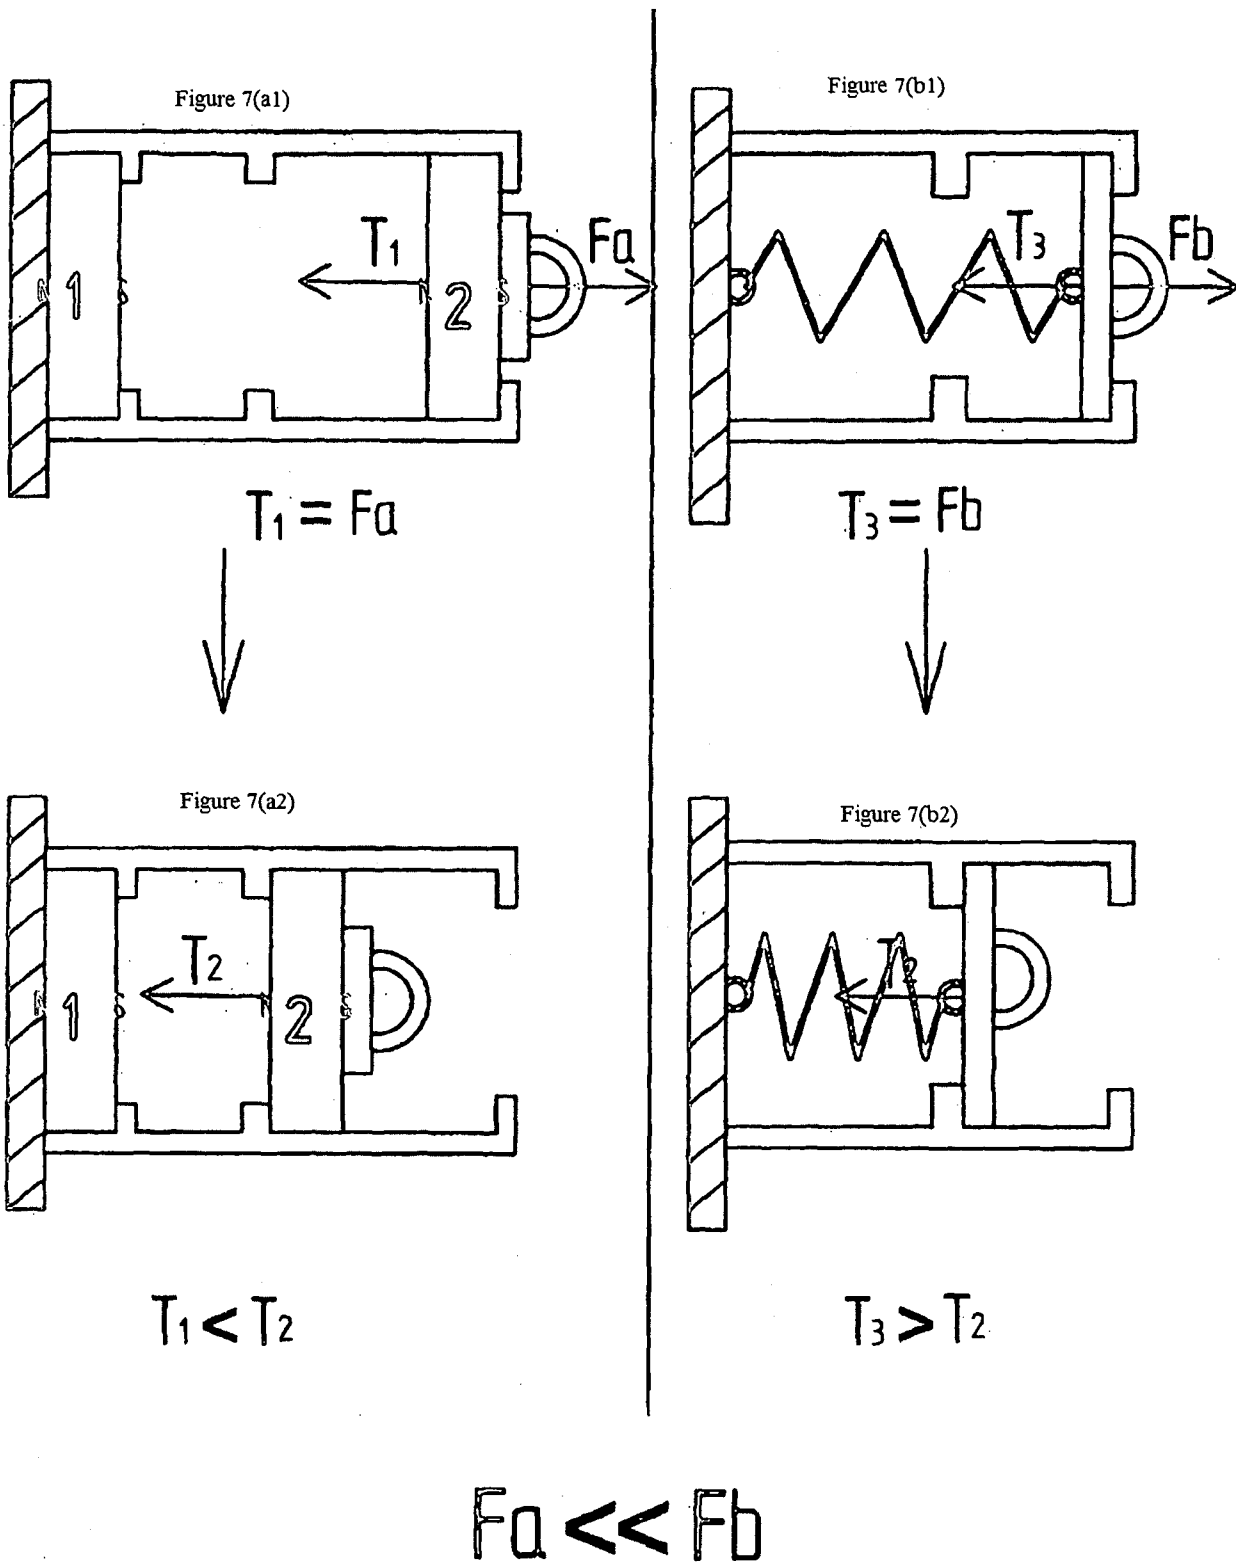 Figure 7(a1)
N 1 S
T1
N 2 S
Fa
T1 = Fa
Figure 7(a2)
N 1 S
T2
N 2
T1 < T2
Figure 7(b1)
T3
Fb
T3 = Fb
Figure 7(b2)
T2
T3 > T2
Fa << Fb